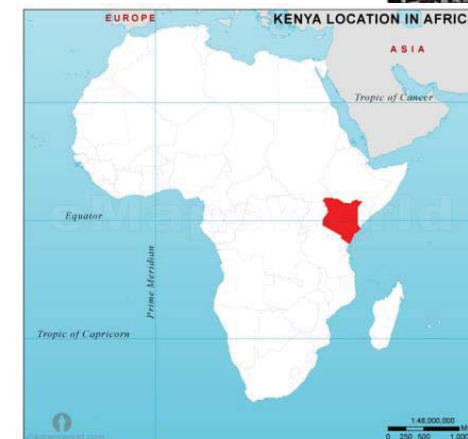 EUROPE
KENYA LOCATION IN AFRIC
ASIA
Tropic of Cancer
Equator
Prime Meridian
Tropic of Capricorn
1:48,000,000
0 250 500 1,000